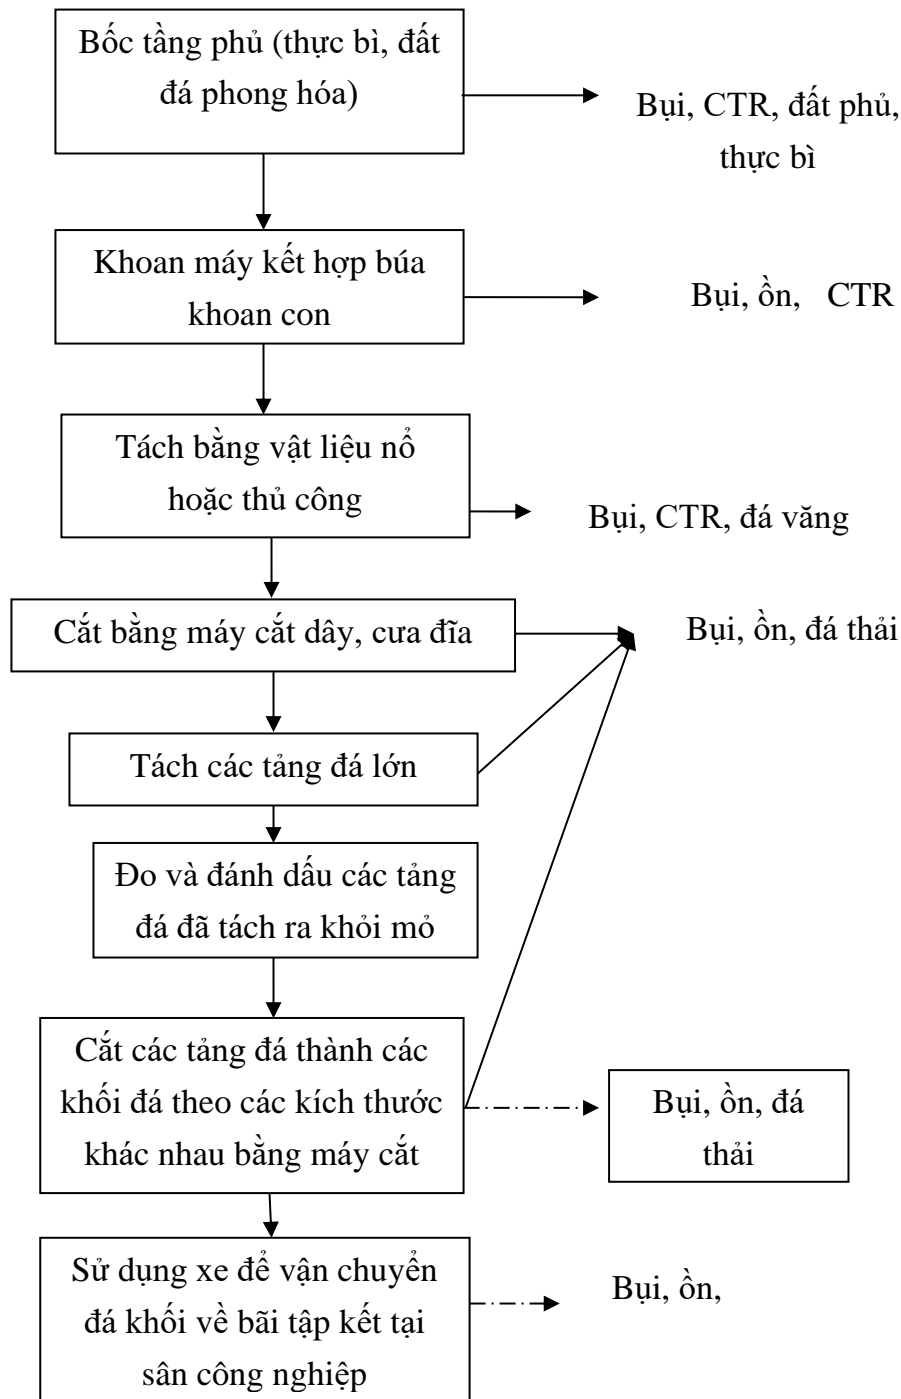 Bốc tầng phủ (thực bì, đất
đá phong hóa)
Bụi, CTR, đất phủ,
thực bì
Khoan máy kết hợp búa
khoan con
Bụi, ồn, CTR
Tách bằng vật liệu nổ
hoặc thủ công
Bụi, CTR, đá văng
Cắt bằng máy cắt dây, cưa đĩa
Bụi, ồn, đá thải
Tách các tảng đá lớn
Đo và đánh dấu các tảng
đá đã tách ra khỏi mỏ
Cắt các tảng đá thành các
khối đá theo các kích thước
khác nhau bằng máy cắt
Bụi, ồn, đá
thải
Sử dụng xe để vận chuyển
đá khối về bãi tập kết tại
sân công nghiệp
Bụi, ồn,